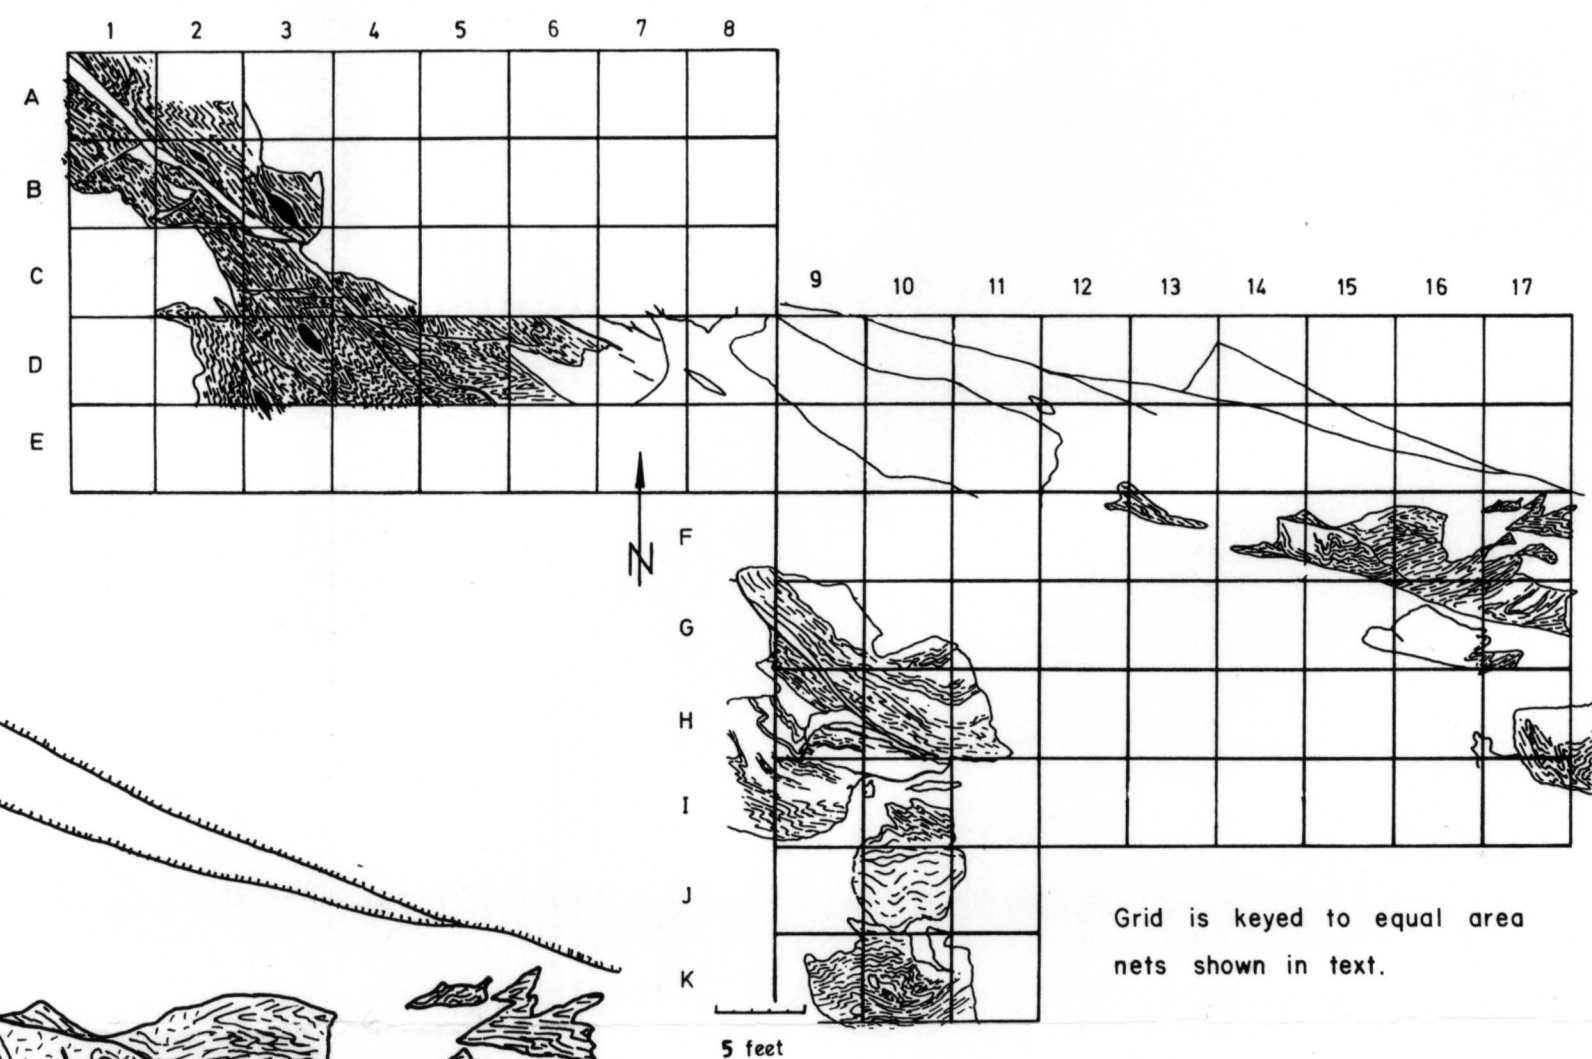 1 2 3 4 5 6 7 8
A
B
C
9 10 11 12 13 14 15 16 17
D
E
N
F
G
H
I
J
Grid is keyed to equal area
nets shown in text.
K
5 feet